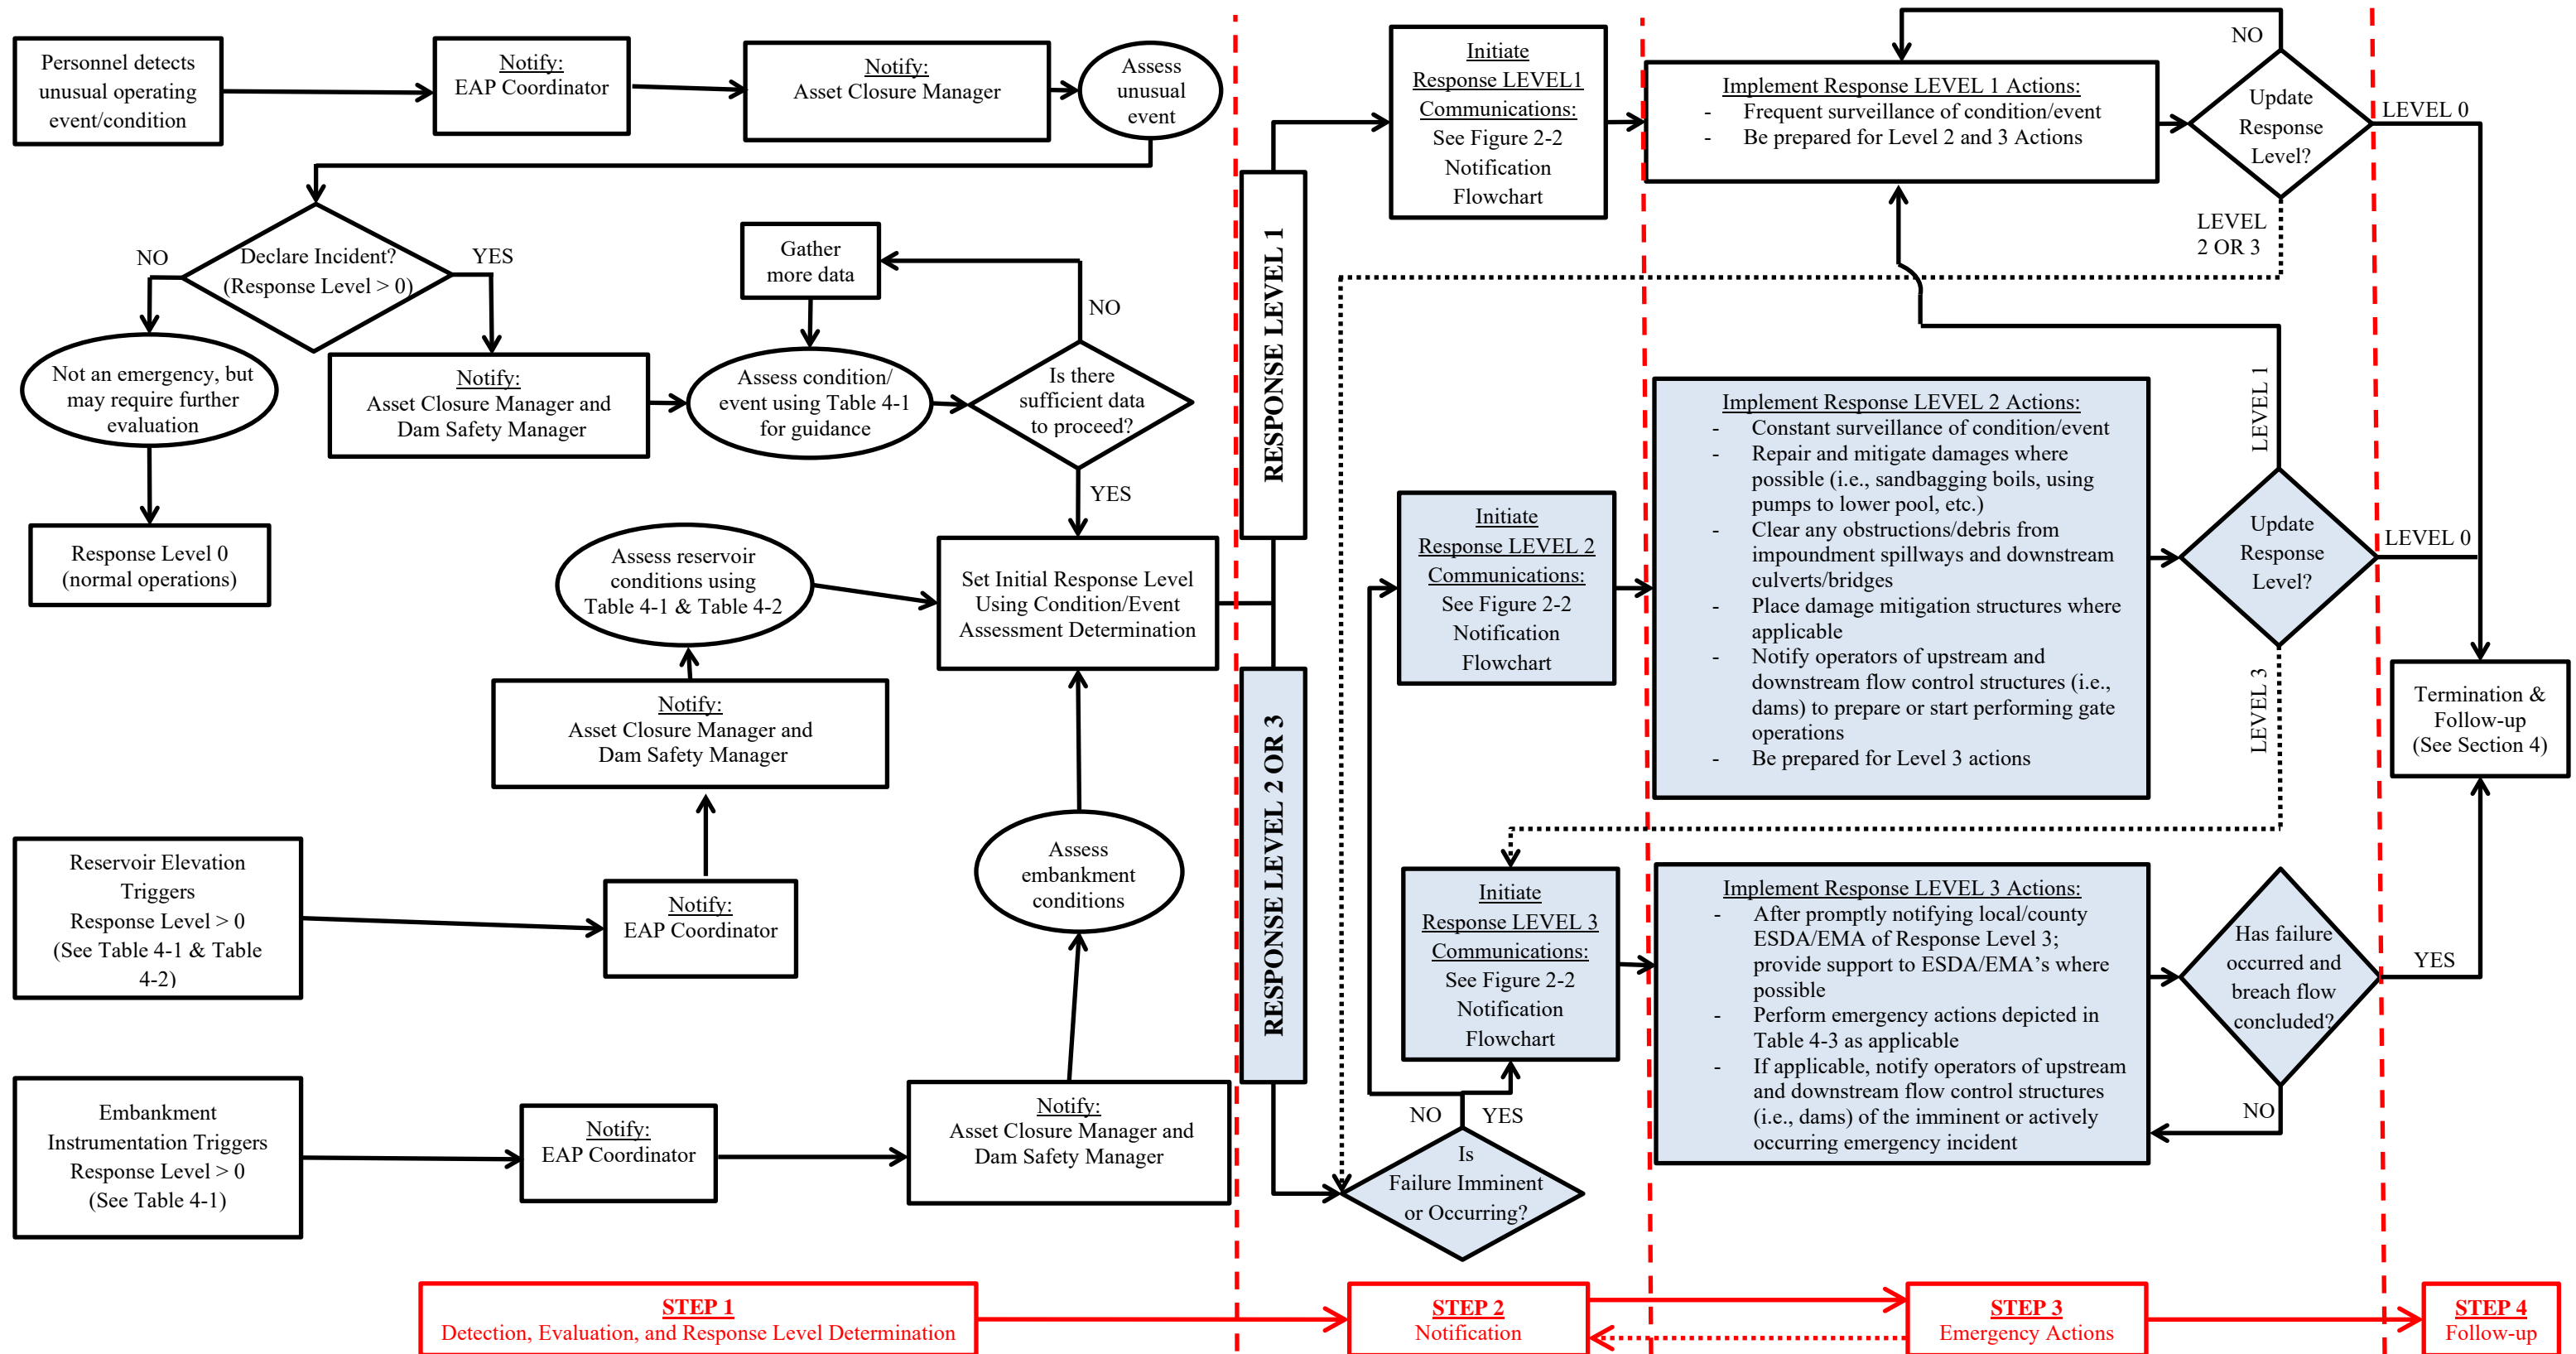 Personnel detects
unusual operating
event/condition
Notify:
EAP Coordinator
Notify:
Asset Closure Manager
Assess
unusual
event
Declare Incident?
(Response Level > 0)
NO
YES
Not an emergency, but
may require further
evaluation
Response Level 0
(normal operations)
Notify:
Asset Closure Manager and
Dam Safety Manager
Gather
more data
Assess condition/
event using Table 4-1
for guidance
Is there
sufficient data
to proceed?
NO
YES
Assess reservoir
conditions using
Table 4-1 & Table 4-2
Set Initial Response Level
Using Condition/Event
Assessment Determination
Notify:
Asset Closure Manager and
Dam Safety Manager
Reservoir Elevation
Triggers
Response Level > 0
(See Table 4-1 & Table
4-2)
Notify:
EAP Coordinator
Assess
embankment
conditions
Embankment
Instrumentation Triggers
Response Level > 0
(See Table 4-1)
Notify:
EAP Coordinator
Notify:
Asset Closure Manager and
Dam Safety Manager
RESPONSE LEVEL 1
RESPONSE LEVEL 2 OR 3
Initiate
Response LEVEL1
Communications:
See Figure 2-2
Notification
Flowchart
Implement Response LEVEL 1 Actions:
- Frequent surveillance of condition/event
- Be prepared for Level 2 and 3 Actions
NO
Update
Response
Level?
LEVEL 0
LEVEL
2 OR 3
Initiate
Response LEVEL 2
Communications:
See Figure 2-2
Notification
Flowchart
Implement Response LEVEL 2 Actions:
- Constant surveillance of condition/event
- Repair and mitigate damages where
possible (i.e., sandbagging boils, using
pumps to lower pool, etc.)
- Clear any obstructions/debris from
impoundment spillways and downstream
culverts/bridges
- Place damage mitigation structures where
applicable
- Notify operators of upstream and
downstream flow control structures (i.e.,
dams) to prepare or start performing gate
operations
- Be prepared for Level 3 actions
LEVEL 1
Update
Response
Level?
LEVEL 0
LEVEL 3
Termination &
Follow-up
(See Section 4)
Initiate
Response LEVEL 3
Communications:
See Figure 2-2
Notification
Flowchart
Implement Response LEVEL 3 Actions:
- After promptly notifying local/county
ESDA/EMA of Response Level 3;
provide support to ESDA/EMA’s where
possible
- Perform emergency actions depicted in
Table 4-3 as applicable
- If applicable, notify operators of upstream
and downstream flow control structures
(i.e., dams) of the imminent or actively
occurring emergency incident
Has failure
occurred and
breach flow
concluded?
YES
NO
NO
YES
Is
Failure Imminent
or Occurring?
STEP 1
Detection, Evaluation, and Response Level Determination
STEP 2
Notification
STEP 3
Emergency Actions
STEP 4
Follow-up